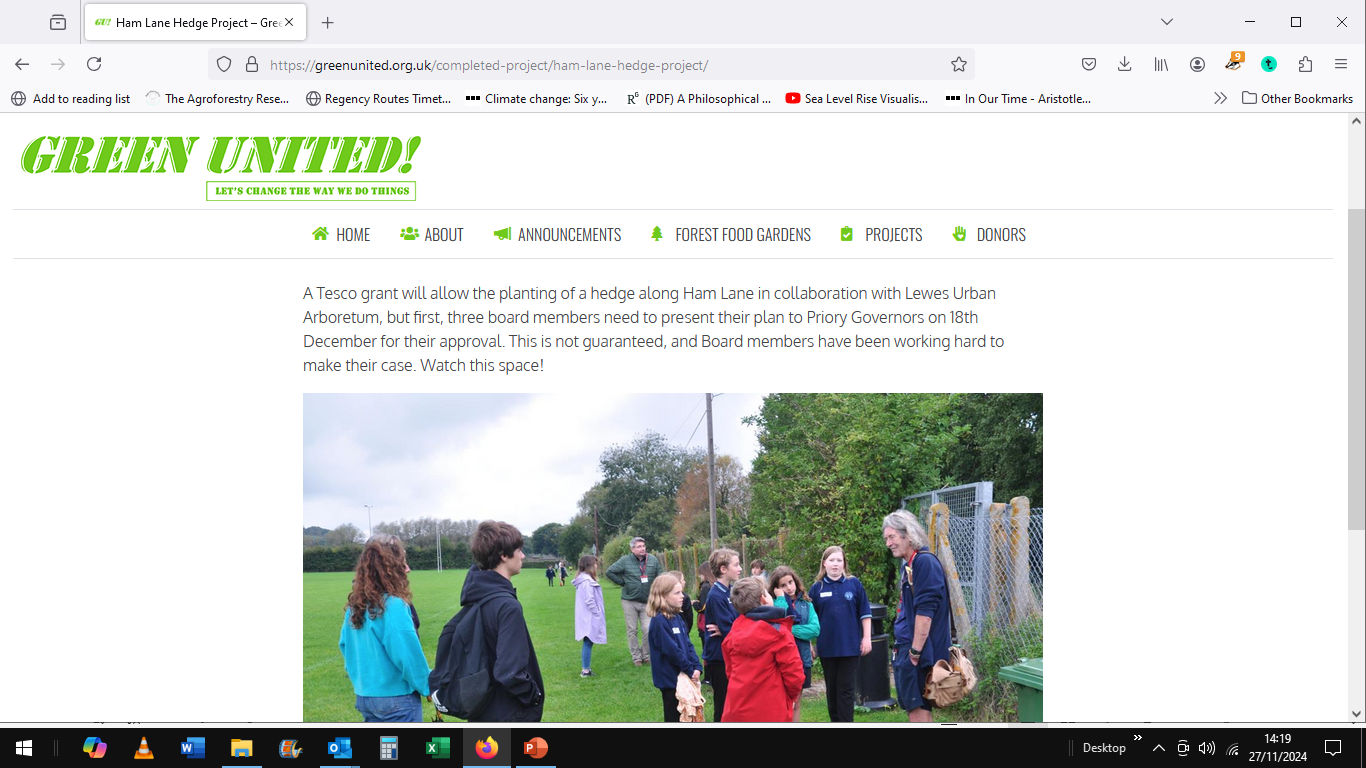 Ham Lane Hedge Project – Gree
https://greenunited.org.uk/completed-project/ham-lane-hedge-project/
9
Add to reading list
The Agroforestry Rese...
Regency Routes Timet...
Climate change: Six y...
(PDF) A Philosophical ...
Sea Level Rise Visualis...
In Our Time - Aristotle...
Other Bookmarks
GREEN UNITED!
LET'S CHANGE THE WAY WE DO THINGS
HOME
ABOUT
ANNOUNCEMENTS
FOREST FOOD GARDENS
PROJECTS
DONORS
A Tesco grant will allow the planting of a hedge along Ham Lane in collaboration with Lewes Urban
Arboretum, but first, three board members need to present their plan to Priory Governors on 18th
December for their approval. This is not guaranteed, and Board members have been working hard to
make their case. Watch this space!
Desktop
14:19
27/11/2024